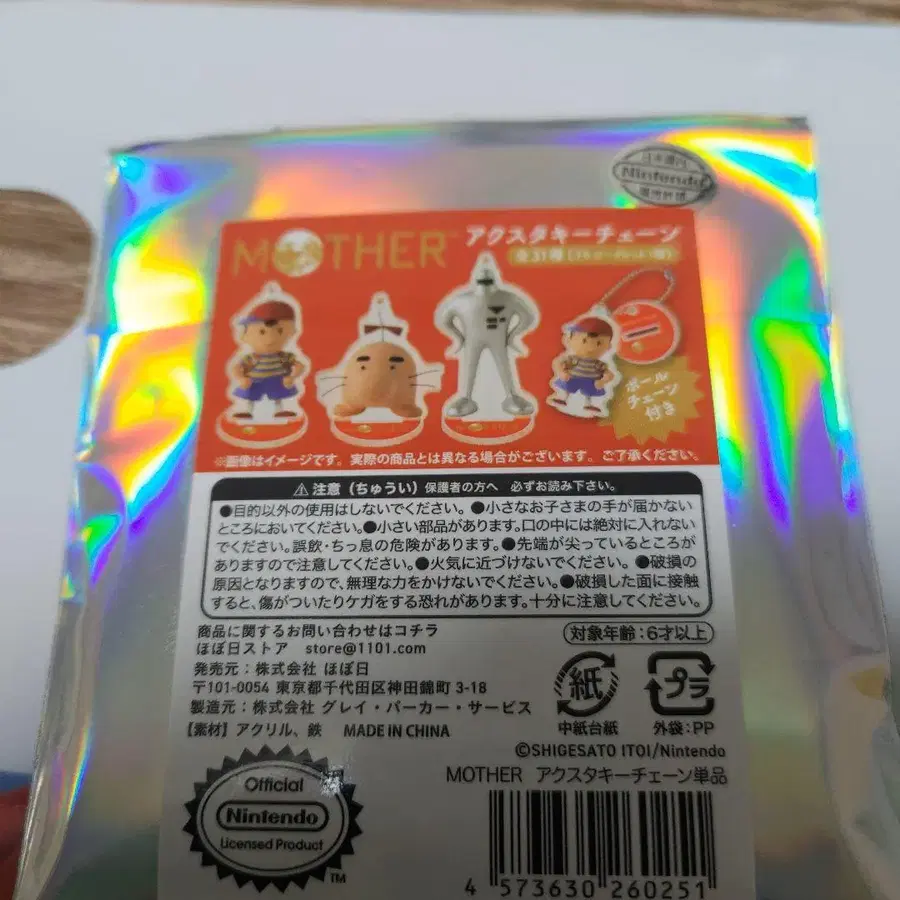 日本国内
Nintendo
販売許諾
MOTHER アクスタキーチェーン
全31種
ボール
チェーン
付き
※画像はイメージです。実際の商品とは異なる場合がございます。ご了承ください。
⚠注意(ちゅうい)保護者の方へ 必ずお読み下さい。
●目的以外の使用はしないでください。●小さなお子さまの手が届かない
ところにおいてください。●小さい部品があります。口の中には絶対に入れない
でください。誤飲・ちっ息の危険があります。●先端が尖っているところが
ありますので注意してください。●火気に近づけないでください。●破損の
原因となりますので、無理な力をかけないでください。●破損した面に接触
すると、傷がついたりケガをする恐れがあります。十分に注意してください。
商品に関するお問い合わせはコチラ
ほぼ日ストア store@1101.com
発売元:株式会社 ほぼ日
〒101-0054 東京都千代田区神田錦町 3-18
製造元:株式会社 グレイ・パーカー・サービス
【素材】アクリル、鉄 MADE IN CHINA
対象年齢:6才以上
紙
中紙台紙
プラ
外袋:PP
©SHIGESATO ITOI/Nintendo
MOTHER アクスタキーチェーン単品
Official
Nintendo
Licensed Product
TM
4 573630 260251